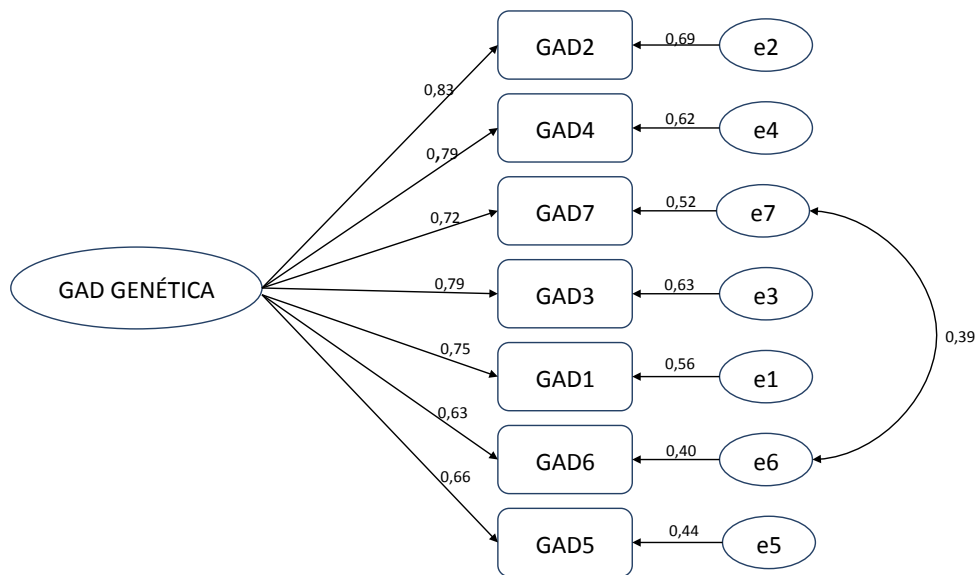 GAD2
0,69
e2
0,83
GAD4
0,62
e4
0,79
GAD7
0,52
e7
0,72
GAD GENÉTICA
0,79
GAD3
0,63
e3
0,39
0,75
GAD1
0,56
e1
0,63
GAD6
0,40
e6
0,66
GAD5
0,44
e5